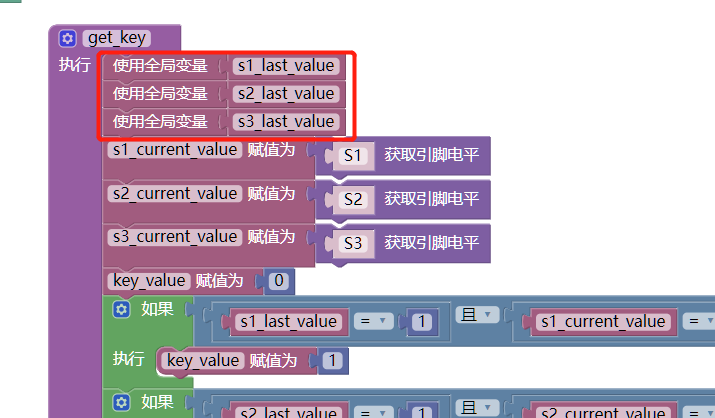 get_key
执行 使用全局变量 s1_last_value
使用全局变量 s2_last_value
使用全局变量 s3_last_value
s1_current_value 赋值为 S1 获取引脚电平
s2_current_value 赋值为 S2 获取引脚电平
s3_current_value 赋值为 S3 获取引脚电平
key_value 赋值为 0
如果 s1_last_value = 1 且 s1_current_value =
执行 key_value 赋值为 1
如果 s2_last_value = 1 且 s2_current_value =